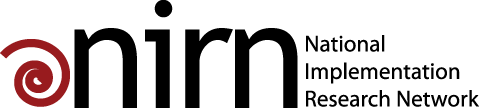 nirn
National
Implementation
Research Network